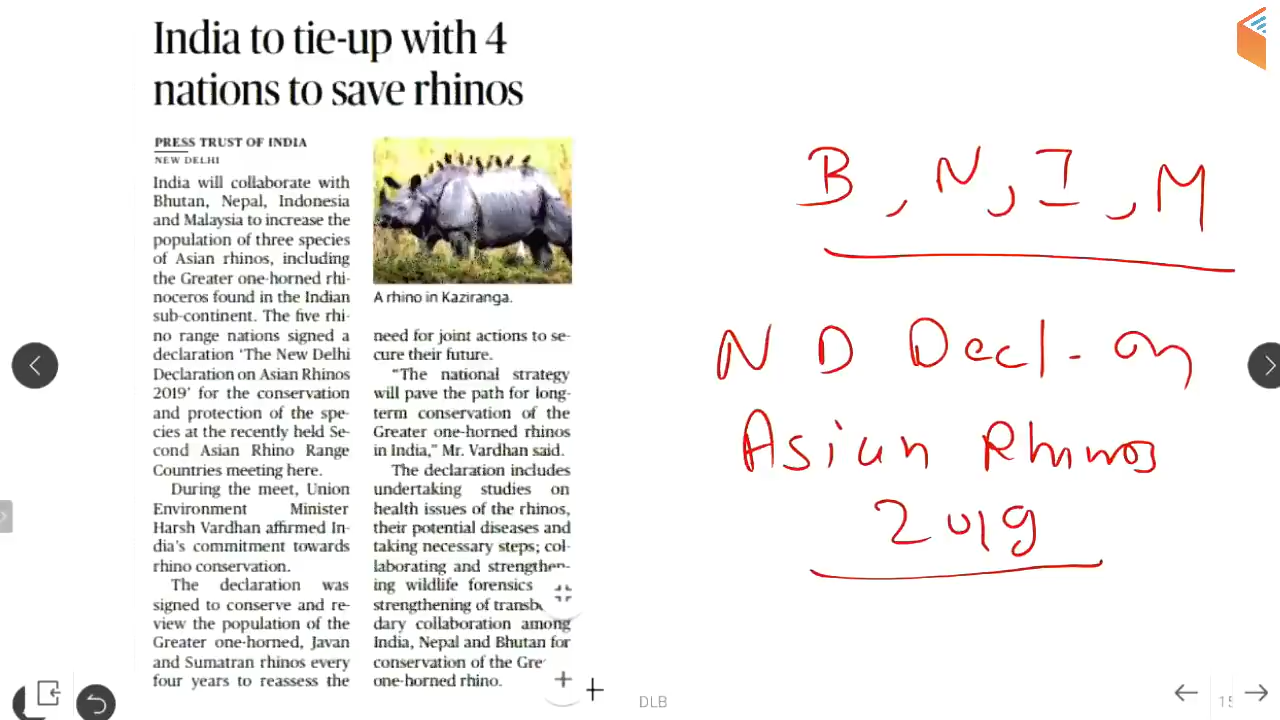 India to tie-up with 4
nations to save rhinos
PRESS TRUST OF INDIA
NEW DELHI
India will collaborate with
Bhutan, Nepal, Indonesia
and Malaysia to increase the
population of three species
of Asian rhinos, including
the Greater one-horned rhi-
noceros found in the Indian
sub-continent. The five rhi-
no range nations signed a
declaration ‘The New Delhi
Declaration on Asian Rhinos
2019’ for the conservation
and protection of the spe-
cies at the recently held Se-
cond Asian Rhino Range
Countries meeting here.
During the meet, Union
Environment Minister
Harsh Vardhan affirmed In-
dia's commitment towards
rhino conservation.
The declaration was
signed to conserve and re-
view the population of the
Greater one-horned, Javan
and Sumatran rhinos every
four years to reassess the
A rhino in Kaziranga.
need for joint actions to se-
cure their future.
“The national strategy
will pave the path for long-
term conservation of the
Greater one-horned rhinos
in India,” Mr. Vardhan said.
The declaration includes
undertaking studies on
health issues of the rhinos,
their potential diseases and
taking necessary steps; col-
laborating and strengthen-
ing wildlife forensics
strengthening of
dary collaboration among
India, Nepal and Bhutan for
conservation of the
one-horned rhino.
B, N, I, M
N D Decl- on
Asian Rhinos
2019
DLB
15